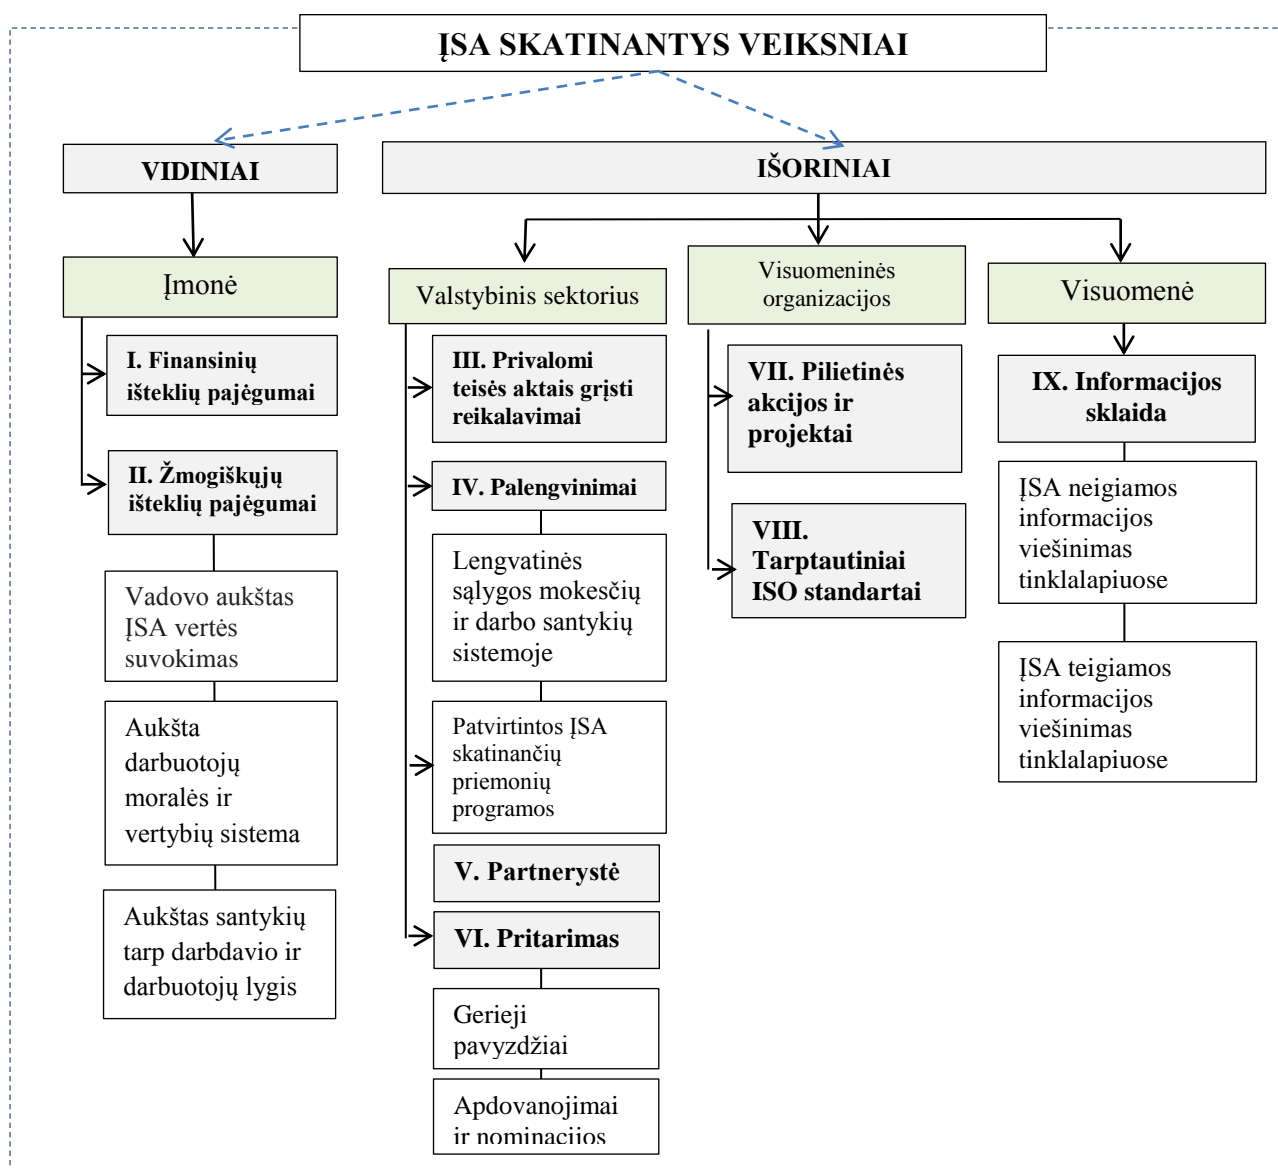 ĮSA SKATINANTYS VEIKSNIAI
VIDINIAI
Įmonė
I. Finansinių
išteklių pajėgumai
II. Žmogiškųjų
išteklių pajėgumai
Vadovo aukštas
ĮSA vertės
suvokimas
Aukšta
darbuotojų
moralės ir
vertybių sistema
Aukštas santykių
tarp darbdavio ir
darbuotojų lygis
IŠORINIAI
Valstybinis sektorius
III. Privalomi
teisės aktais grįsti
reikalavimai
IV. Palengvinimai
Lengvatinės
sąlygos mokesčių
ir darbo santykių
sistemoje
Patvirtintos ĮSA
skatinančių
priemonių
programos
V. Partnerystė
VI. Pritarimas
Gerieji
pavyzdžiai
Apdovanojimai
ir nominacijos
Visuomeninės
organizacijos
VII. Pilietinės
akcijos ir
projektai
VIII.
Tarptautiniai
ISO standartai
Visuomenė
IX. Informacijos
sklaida
ĮSA neigiamos
informacijos
viešinimas
tinklalapiuose
ĮSA teigiamos
informacijos
viešinimas
tinklalapiuose